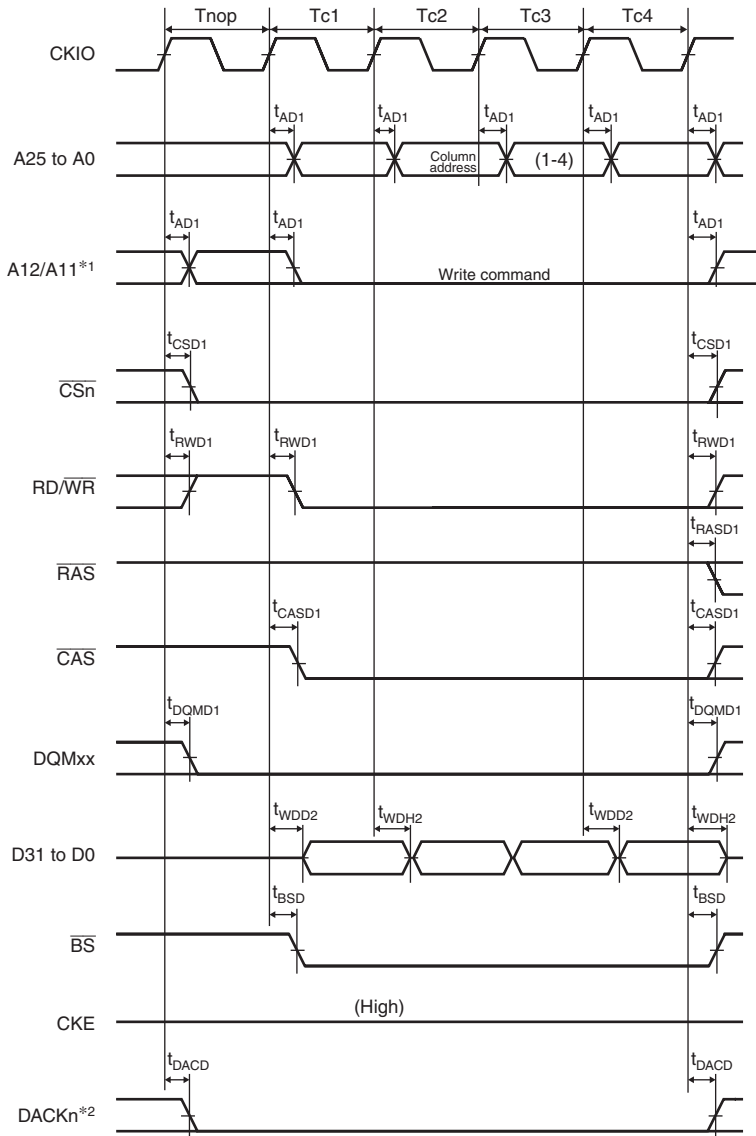 Tnop Tc1 Tc2 Tc3 Tc4
CKIO
tAD1 tAD1 tAD1 tAD1 tAD1
A25 to A0
Column address
(1-4)
tAD1 tAD1 tAD1
A12/A11*1
Write command
tCSD1 tCSD1
CSn
tRWD1 tRWD1 tRWD1
RD/WR
tRASD1
RAS
tCASD1 tCASD1
CAS
tDQMD1 tDQMD1
DQMxx
tWDD2 tWDH2 tWDD2 tWDH2
D31 to D0
tBSD tBSD
BS
(High)
CKE
tDACD tDACD
DACKn*2